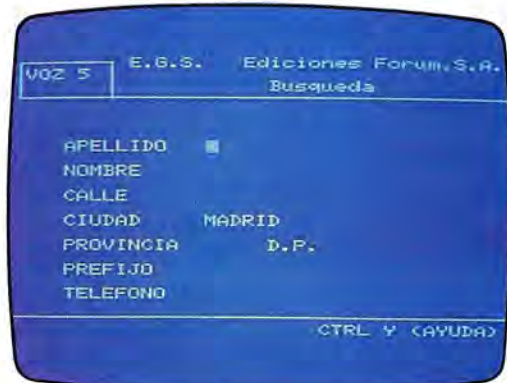 VOZ 5 E.G.S. Ediciones Forum.S.A.
Busqueda
APELLIDO
NOMBRE
CALLE
CIUDAD MADRID
PROVINCIA D.P.
PREFIJO
TELEFONO
CTRL Y (AYUDA)